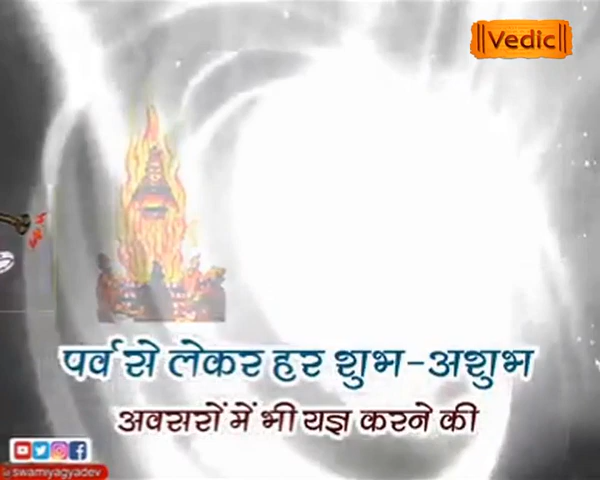 ||Vedic||
पर्व से लेकर हर शुभ-अशुभ
अवसरों में भी यज्ञ करने की
swamiyagyadev